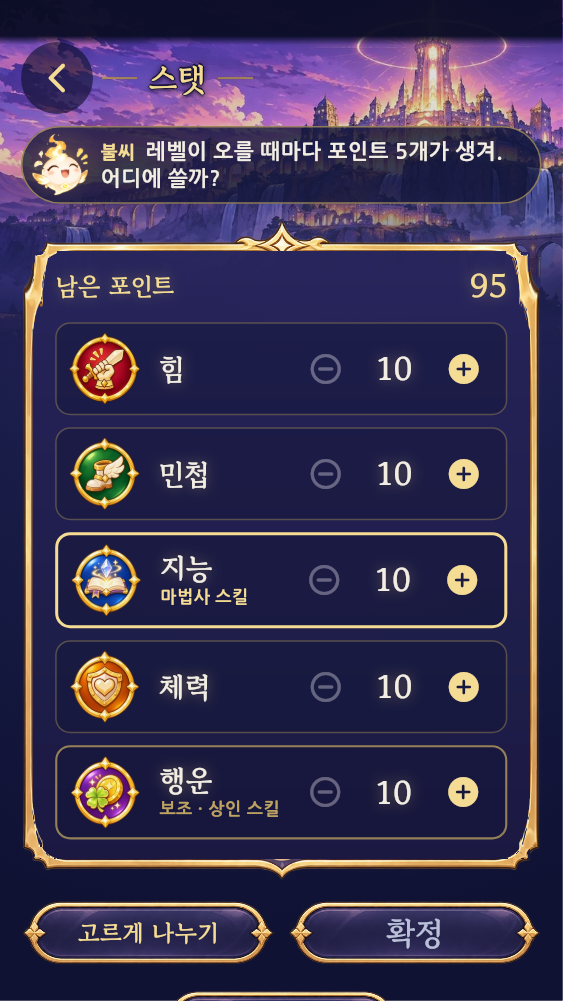 스탯
불씨 레벨이 오를 때마다 포인트 5개가 생겨.
어디에 쓸까?
남은 포인트 95
힘 10
민첩 10
지능 10
마법사 스킬
체력 10
행운 10
보조 · 상인 스킬
고르게 나누기 확정